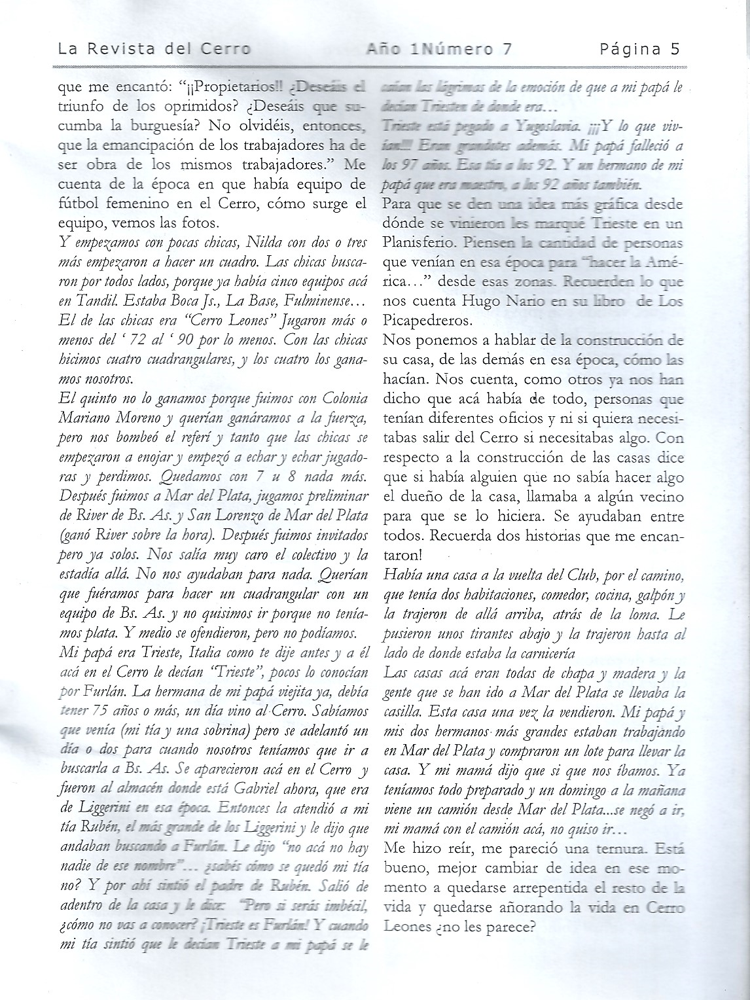 La Revista del Cerro Año 1Número 7 Página 5
que me encantó: “¡¡Propietarios!! ¿Deseáis el
triunfo de los oprimidos? ¿Deseáis que su-
cumba la burguesía? No olvidéis, entonces,
que la emancipación de los trabajadores ha de
ser obra de los mismos trabajadores.” Me
cuenta de la época en que había equipo de
fútbol femenino en el Cerro, cómo surge el
equipo, vemos las fotos.
Y empezamos con pocas chicas, Nilda con dos o tres
más empezaron a hacer un cuadro. Las chicas busca-
ron por todos lados, porque ya había cinco equipos acá
en Tandil. Estaba Boca Js., La Base, Fulminense…
El de las chicas era “Cerro Leones” Jugaron más o
menos del ‘ 72 al ‘ 90 por lo menos. Con las chicas
hicimos cuatro cuadrangulares, y los cuatro los gana-
mos nosotros.
El quinto no lo ganamos porque fuimos con Colonia
Mariano Moreno y querían ganáramos a la fuerza,
pero nos bombeó el referí y tanto que las chicas se
empezaron a enojar y empezó a echar y echar jugado-
ras y perdimos. Quedamos con 7 u 8 nada más.
Después fuimos a Mar del Plata, jugamos preliminar
de River de Bs. As. y San Lorenzo de Mar del Plata
(ganó River sobre la hora). Después fuimos invitados
pero ya solos. Nos salía muy caro el colectivo y la
estadía allá. No nos ayudaban para nada. Querían
que fuéramos para hacer un cuadrangular con un
equipo de Bs. As. y no quisimos ir porque no tenía-
mos plata. Y medio se ofendieron, pero no podíamos.
Mi papá era Trieste, Italia como te dije antes y a él
acá en el Cerro le decían “Trieste”, pocos lo conocían
por Furlán. La hermana de mi papá viejita ya, debía
tener 75 años o más, un día vino al Cerro. Sabíamos
que venía (mi tía y una sobrina) pero se adelantó un
día o dos para cuando nosotros teníamos que ir a
buscarla a Bs. As. Se aparecieron acá en el Cerro y
fueron al almacén donde está Gabriel ahora, que era
de Liggerini en esa época. Entonces la atendió a mi
tía Rubén, el más grande de los Liggerini y le dijo que
andaban buscando a Furlán. Le dijo “no acá no hay
nadie de ese nombre”… ¿sabés cómo se quedó mi tía
no? Y por ahí sintió el padre de Rubén. Salió de
adentro de la casa y le dice: “Pero si serás imbécil,
¿cómo no vas a conocer? ¡Trieste es Furlán! Y cuando
mi tía sintió que le decían Trieste a mi papá se le
caían las lágrimas de la emoción de que a mi papá le
decían Triesten de donde era…
Trieste está pegado a Yugoslavia. ¡¡¡Y lo que viv-
ían!!! Eran grandotes además. Mi papá falleció a
los 97 años. Esa tía a los 92. Y un hermano de mi
papá que era maestro, a los 92 años también.
Para que se den una idea más gráfica desde
dónde se vinieron les marqué Trieste en un
Planisferio. Piensen la cantidad de personas
que venían en esa época para “hacer la Amé-
rica…” desde esas zonas. Recuerden lo que
nos cuenta Hugo Nario en su libro de Los
Picapedreros.
Nos ponemos a hablar de la construcción de
su casa, de las demás en esa época, cómo las
hacían. Nos cuenta, como otros ya nos han
dicho que acá había de todo, personas que
tenían diferentes oficios y ni si quiera necesi-
tabas salir del Cerro si necesitabas algo. Con
respecto a la construcción de las casas dice
que si había alguien que no sabía hacer algo
el dueño de la casa, llamaba a algún vecino
para que se lo hiciera. Se ayudaban entre
todos. Recuerda dos historias que me encan-
taron!
Había una casa a la vuelta del Club, por el camino,
que tenía dos habitaciones, comedor, cocina, galpón y
la trajeron de allá arriba, atrás de la loma. Le
pusieron unos tirantes abajo y la trajeron hasta al
lado de donde estaba la carnicería
Las casas acá eran todas de chapa y madera y la
gente que se han ido a Mar del Plata se llevaba la
casilla. Esta casa una vez la vendieron. Mi papá y
mis dos hermanos más grandes estaban trabajando
en Mar del Plata y compraron un lote para llevar la
casa. Y mi mamá dijo que si que nos íbamos. Ya
teníamos todo preparado y un domingo a la mañana
viene un camión desde Mar del Plata...se negó a ir,
mi mamá con el camión acá, no quiso ir…
Me hizo reír, me pareció una ternura. Está
bueno, mejor cambiar de idea en ese mo-
mento a quedarse arrepentida el resto de la
vida y quedarse añorando la vida en Cerro
Leones ¿no les parece?